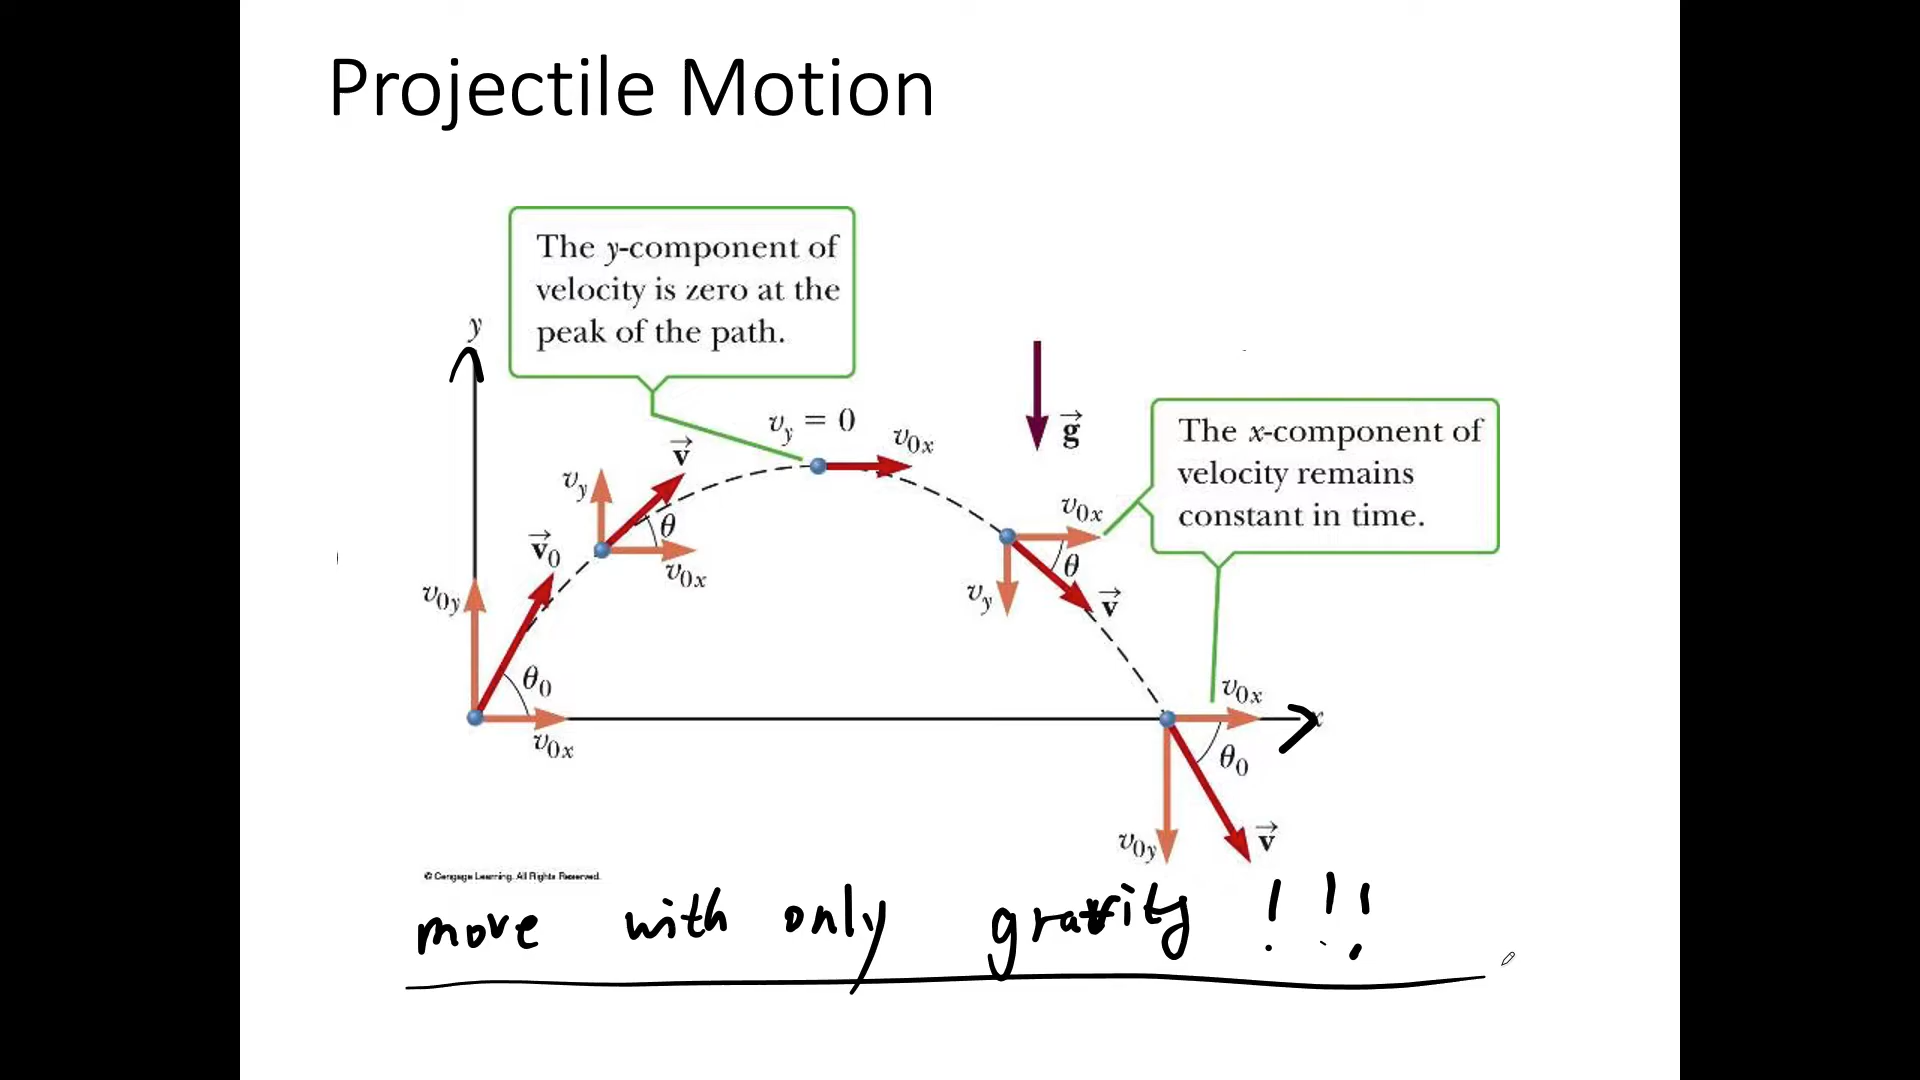 Projectile Motion
The y-component of
velocity is zero at the
peak of the path.
y
v_y = 0
v_0x
g⃗
The x-component of
velocity remains
constant in time.
v⃗
v_y
θ
v_0x
v_0x
v_y
θ
v⃗
v⃗_0
v_0y
θ_0
v_0x
v_0x
x
θ_0
v_0y
v⃗
© Cengage Learning. All Rights Reserved.
move with only gravity !!!